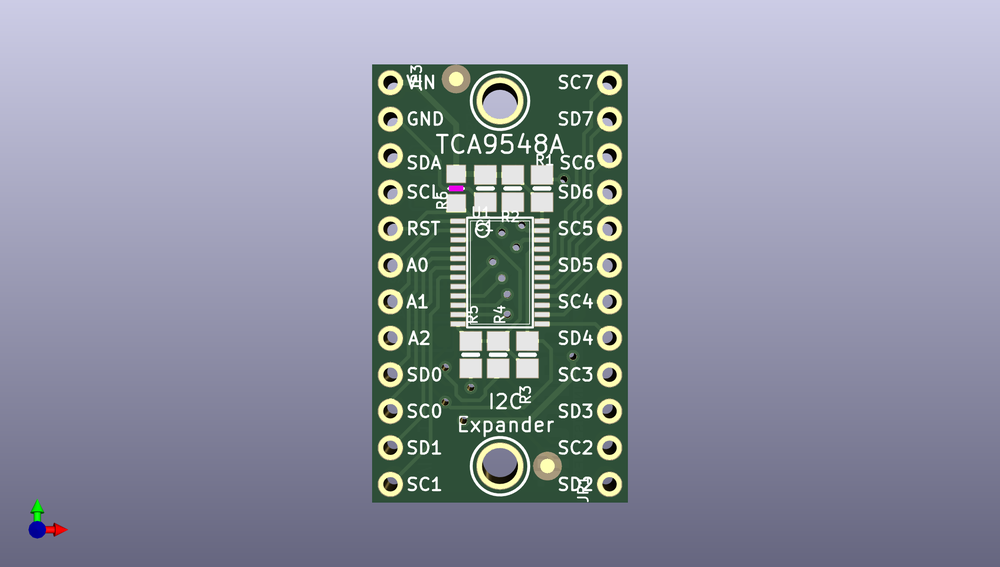 VIN
JP3
SC7
GND
SD7
TCA9548A
R1
SDA
SC6
SCL
R6
SD6
U1
R2
C1
RST
SC5
A0
SD5
A1
SC4
R5
R4
A2
SD4
SD0
SC3
R3
I2C
SC0
SD3
Expander
SD1
SC2
SC1
SD2